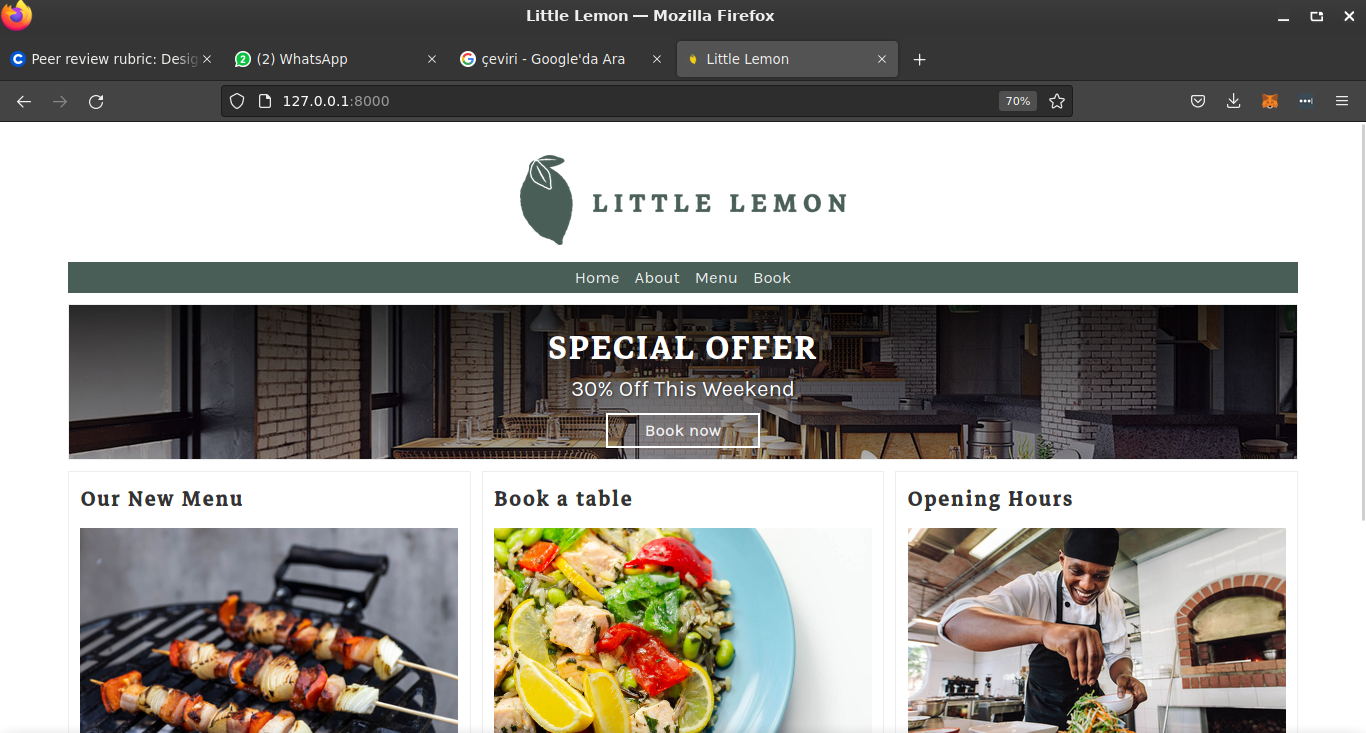 Little Lemon — Mozilla Firefox
Peer review rubric: Desig
2 (2) WhatsApp
çeviri - Google'da Ara
Little Lemon
127.0.0.1:8000
70%
LITTLE LEMON
Home About Menu Book
SPECIAL OFFER
30% Off This Weekend
Book now
Our New Menu
Book a table
Opening Hours